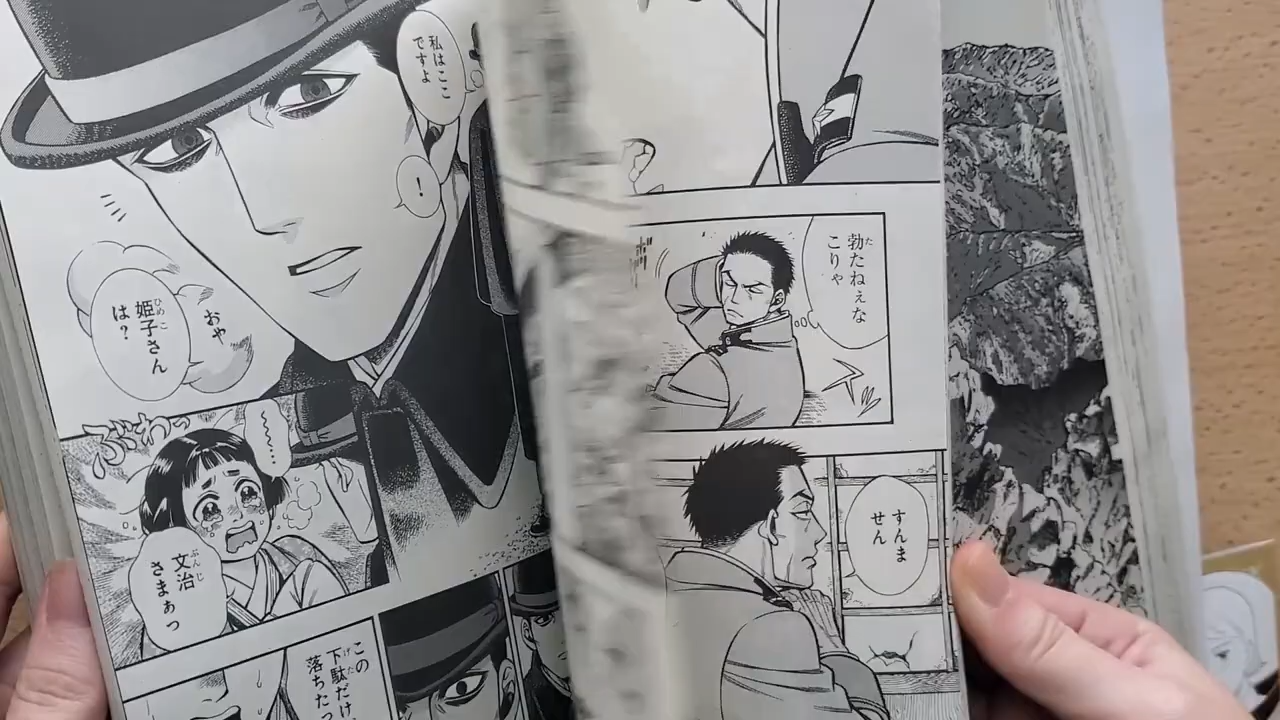 私はここ
ですよ
！
おや
姫子さん
は？
…………
ぶわっ
文治
さまぁっ
この
下駄だけ
落ちたっ
勃たねぇな
こりゃ
すんま
せん